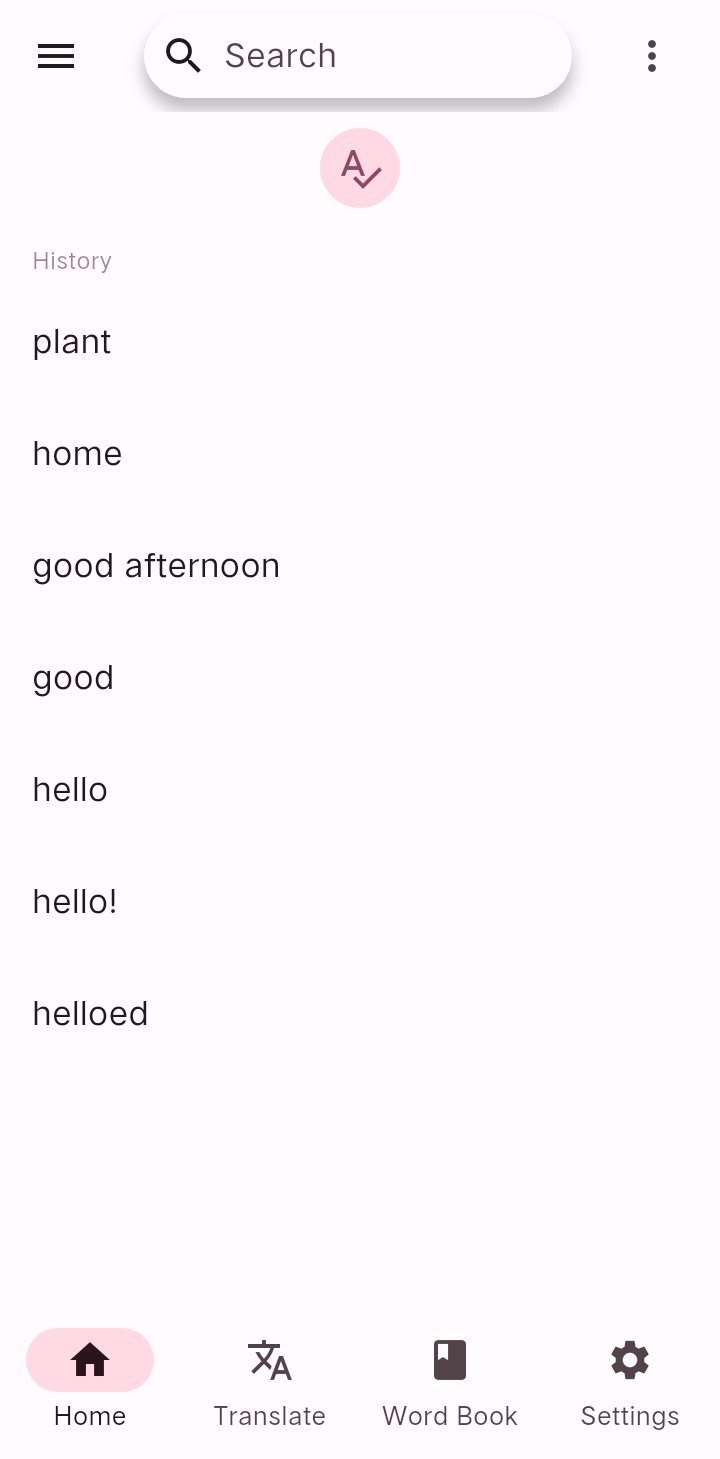 Search
History
plant
home
good afternoon
good
hello
hello!
helloed
Home
Translate
Word Book
Settings